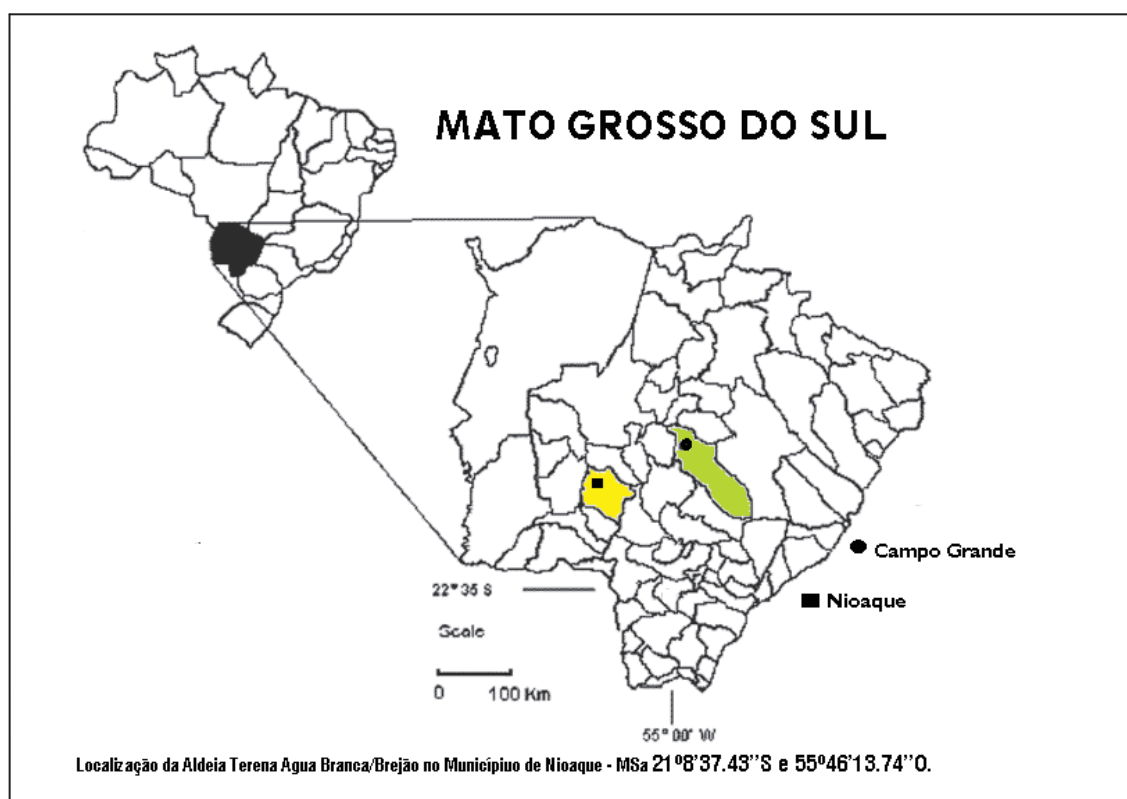 MATO GROSSO DO SUL
Campo Grande
Nioaque
22° 35 S
Scale
0 100 Km
55° 00' W
Localização da Aldeia Terena Agua Branca/Brejão no Municípiuo de Nioaque - MSa 21º8'37.43''S e 55º46'13.74''O.